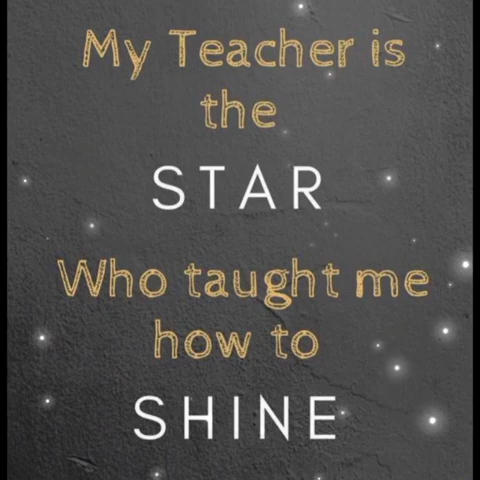 My Teacher is
the
STAR
Who taught me
how to
SHINE